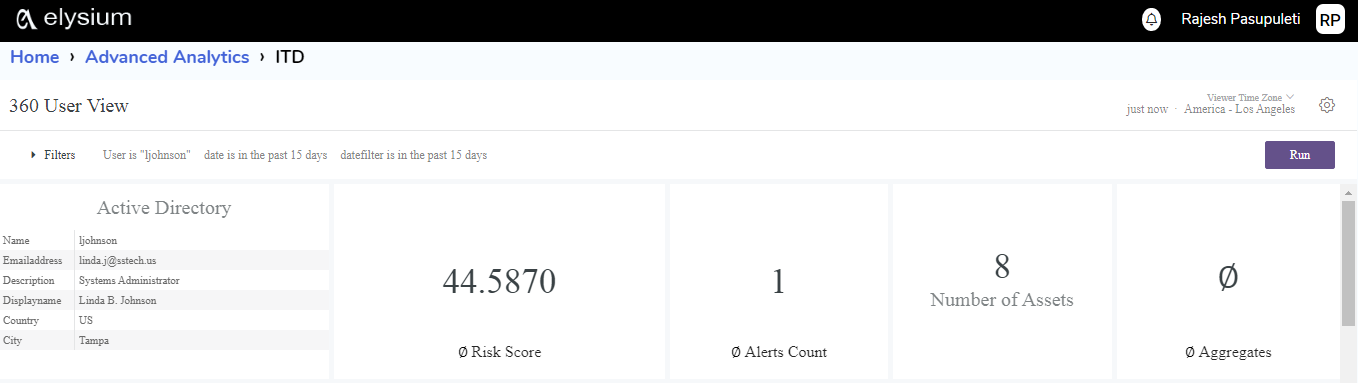 elysium
Rajesh Pasupuleti
RP
Home › Advanced Analytics › ITD
360 User View
just now · Viewer Time Zone
America - Los Angeles
Filters User is "ljohnson" date is in the past 15 days datefilter is in the past 15 days
Run
Active Directory
Name ljohnson
Emailaddress linda.j@sstech.us
Description Systems Administrator
Displayname Linda B. Johnson
Country US
City Tampa
44.5870
Ø Risk Score
1
Ø Alerts Count
8
Number of Assets
Ø
Ø Aggregates